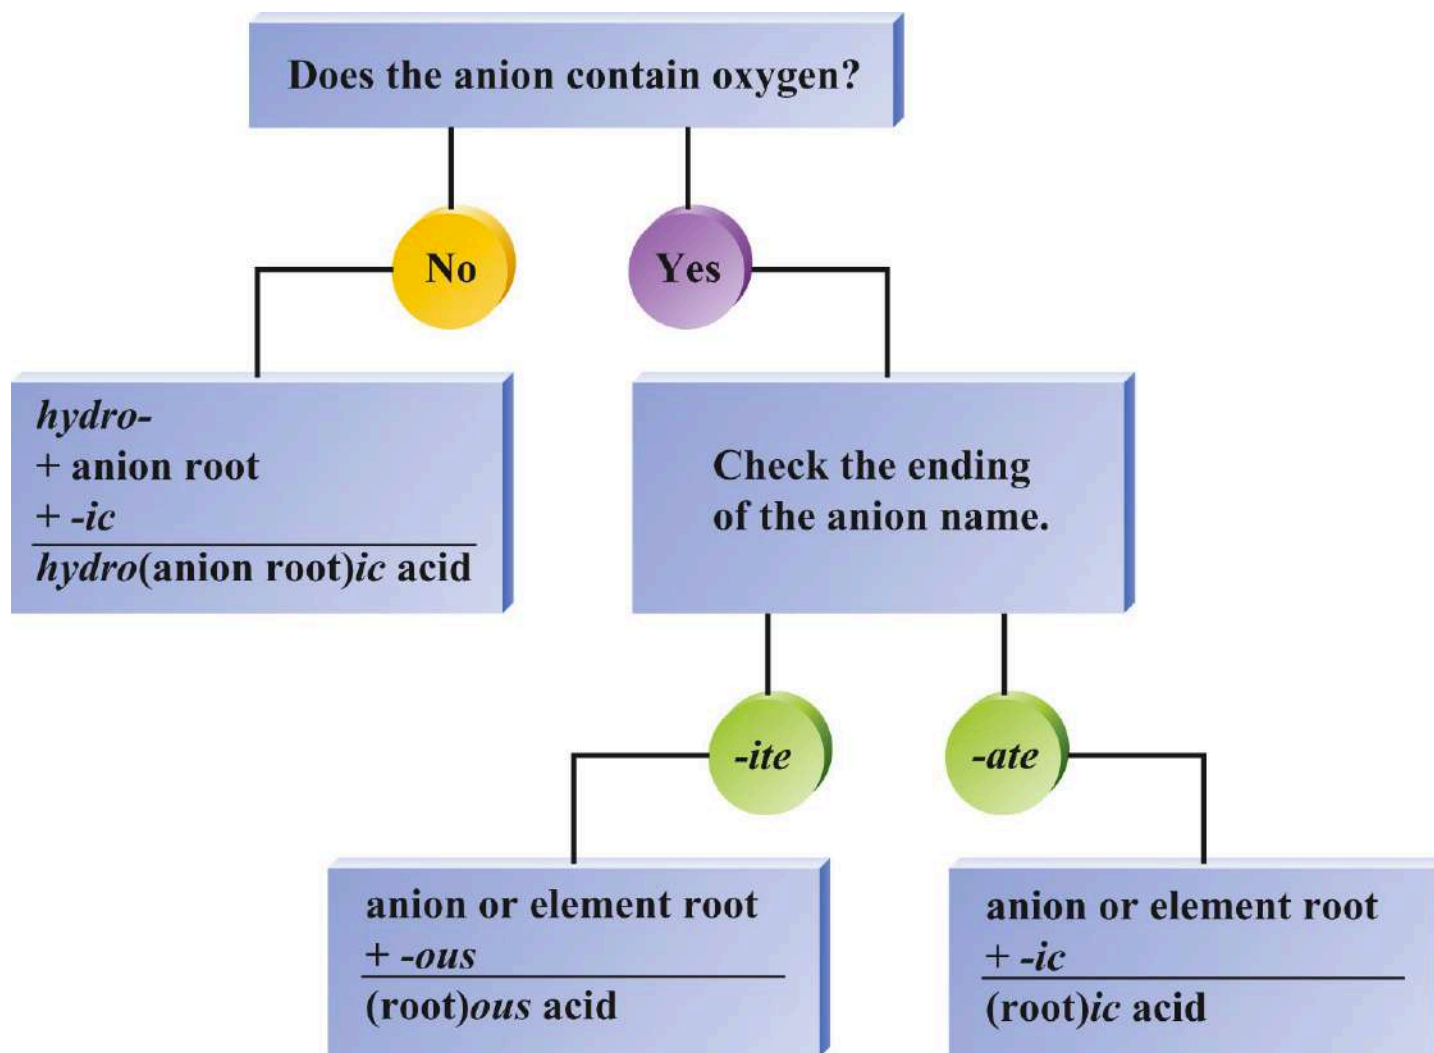 Does the anion contain oxygen?
No
Yes
hydro-
+ anion root
+ -ic
hydro(anion root)ic acid
Check the ending
of the anion name.
-ite
-ate
anion or element root
+ -ous
(root)ous acid
anion or element root
+ -ic
(root)ic acid